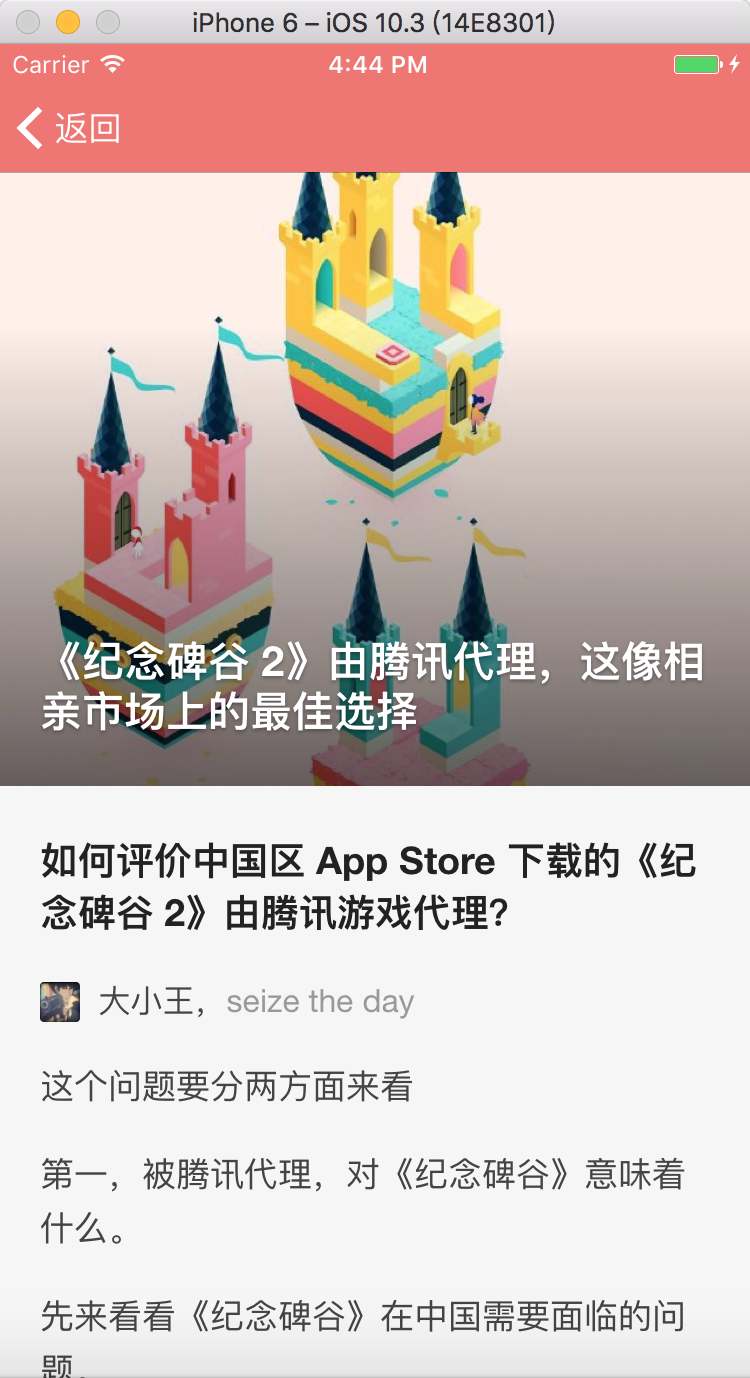 iPhone 6 – iOS 10.3 (14E8301)
Carrier 4:44 PM
返回
《纪念碑谷 2》由腾讯代理，这像相
亲市场上的最佳选择
如何评价中国区 App Store 下载的《纪
念碑谷 2》由腾讯游戏代理？
大小王，seize the day
这个问题要分两方面来看
第一，被腾讯代理，对《纪念碑谷》意味着
什么。
先来看看《纪念碑谷》在中国需要面临的问
题。